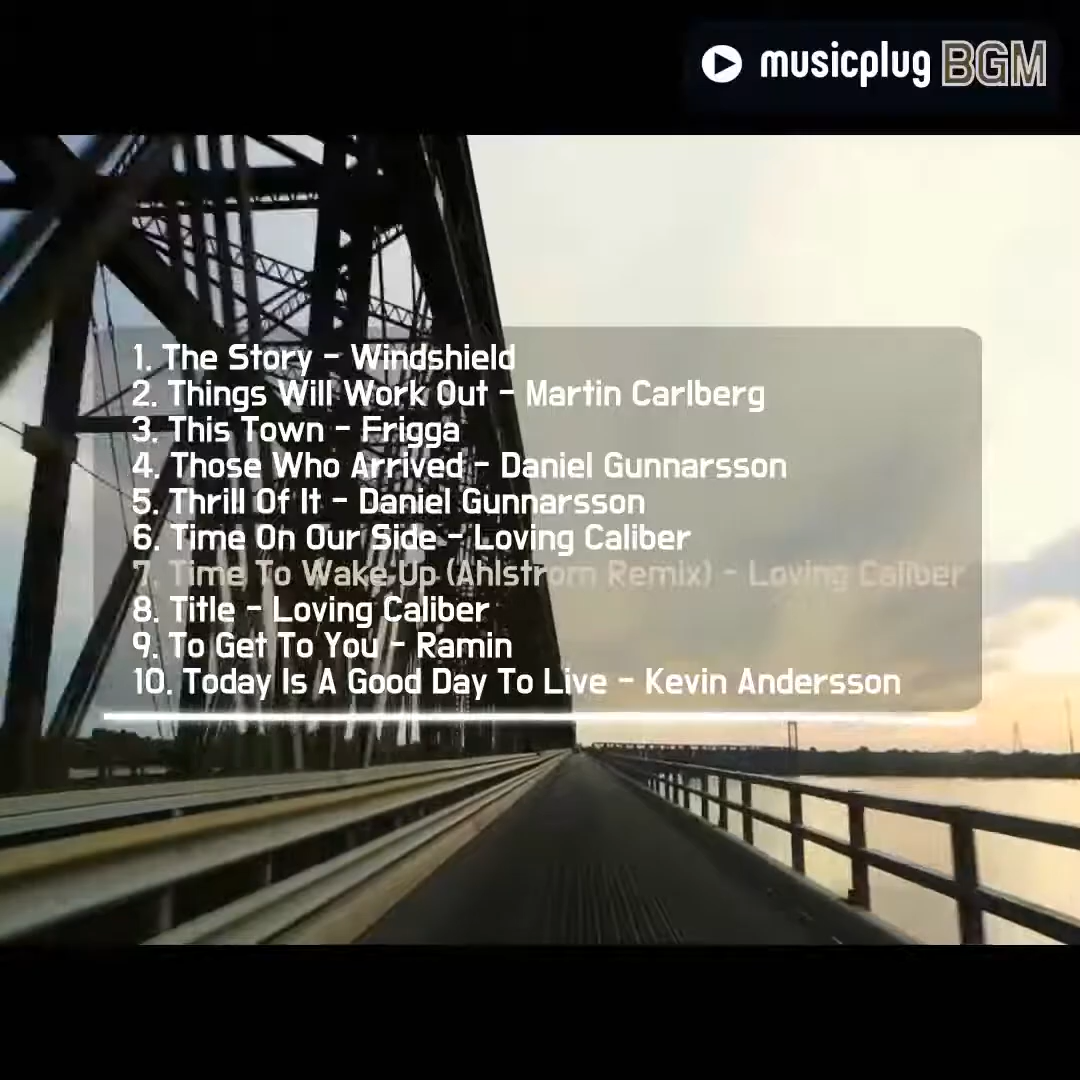 musicplug BGM
1. The Story - Windshield
2. Things Will Work Out - Martin Carlberg
3. This Town - Frigga
4. Those Who Arrived - Daniel Gunnarsson
5. Thrill Of It - Daniel Gunnarsson
6. Time On Our Side - Loving Caliber
7. Time To Wake Up (Ahlstrom Remix) - Loving Caliber
8. Title - Loving Caliber
9. To Get To You - Ramin
10. Today Is A Good Day To Live - Kevin Andersson